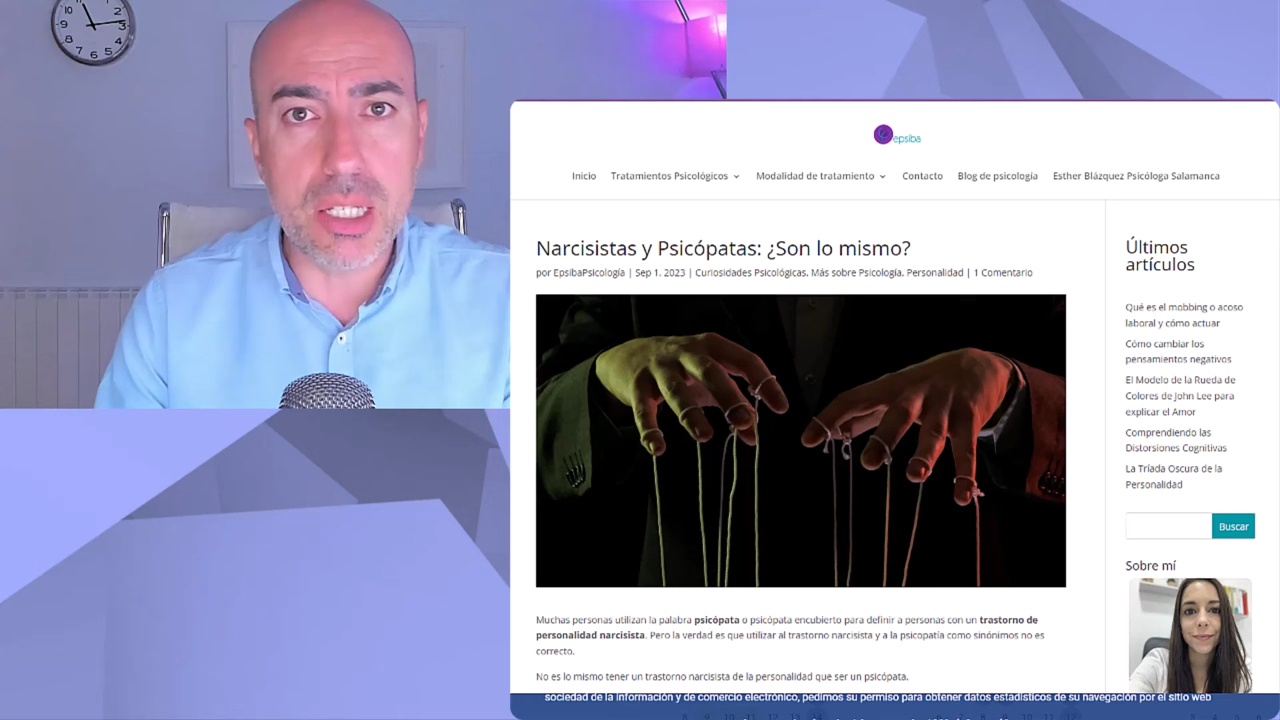 epsiba
Inicio Tratamientos Psicológicos Modalidad de tratamiento Contacto Blog de psicología Esther Blázquez Psicóloga Salamanca
Narcisistas y Psicópatas: ¿Son lo mismo?
por EpsibaPsicología | Sep 1, 2023 | Curiosidades Psicológicas, Más sobre Psicología, Personalidad | 1 Comentario
Muchas personas utilizan la palabra psicópata o psicópata encubierto para definir a personas con un trastorno de
personalidad narcisista. Pero la verdad es que utilizar al trastorno narcisista y a la psicopatía como sinónimos no es
correcto.
No es lo mismo tener un trastorno narcisista de la personalidad que ser un psicópata.
Últimos
artículos
Qué es el mobbing o acoso
laboral y cómo actuar
Cómo cambiar los
pensamientos negativos
El Modelo de la Rueda de
Colores de John Lee para
explicar el Amor
Comprendiendo las
Distorsiones Cognitivas
La Tríada Oscura de la
Personalidad
Buscar
Sobre mí
sociedad de la información y de comercio electrónico, pedimos su permiso para obtener datos estadísticos de su navegación por el sitio web